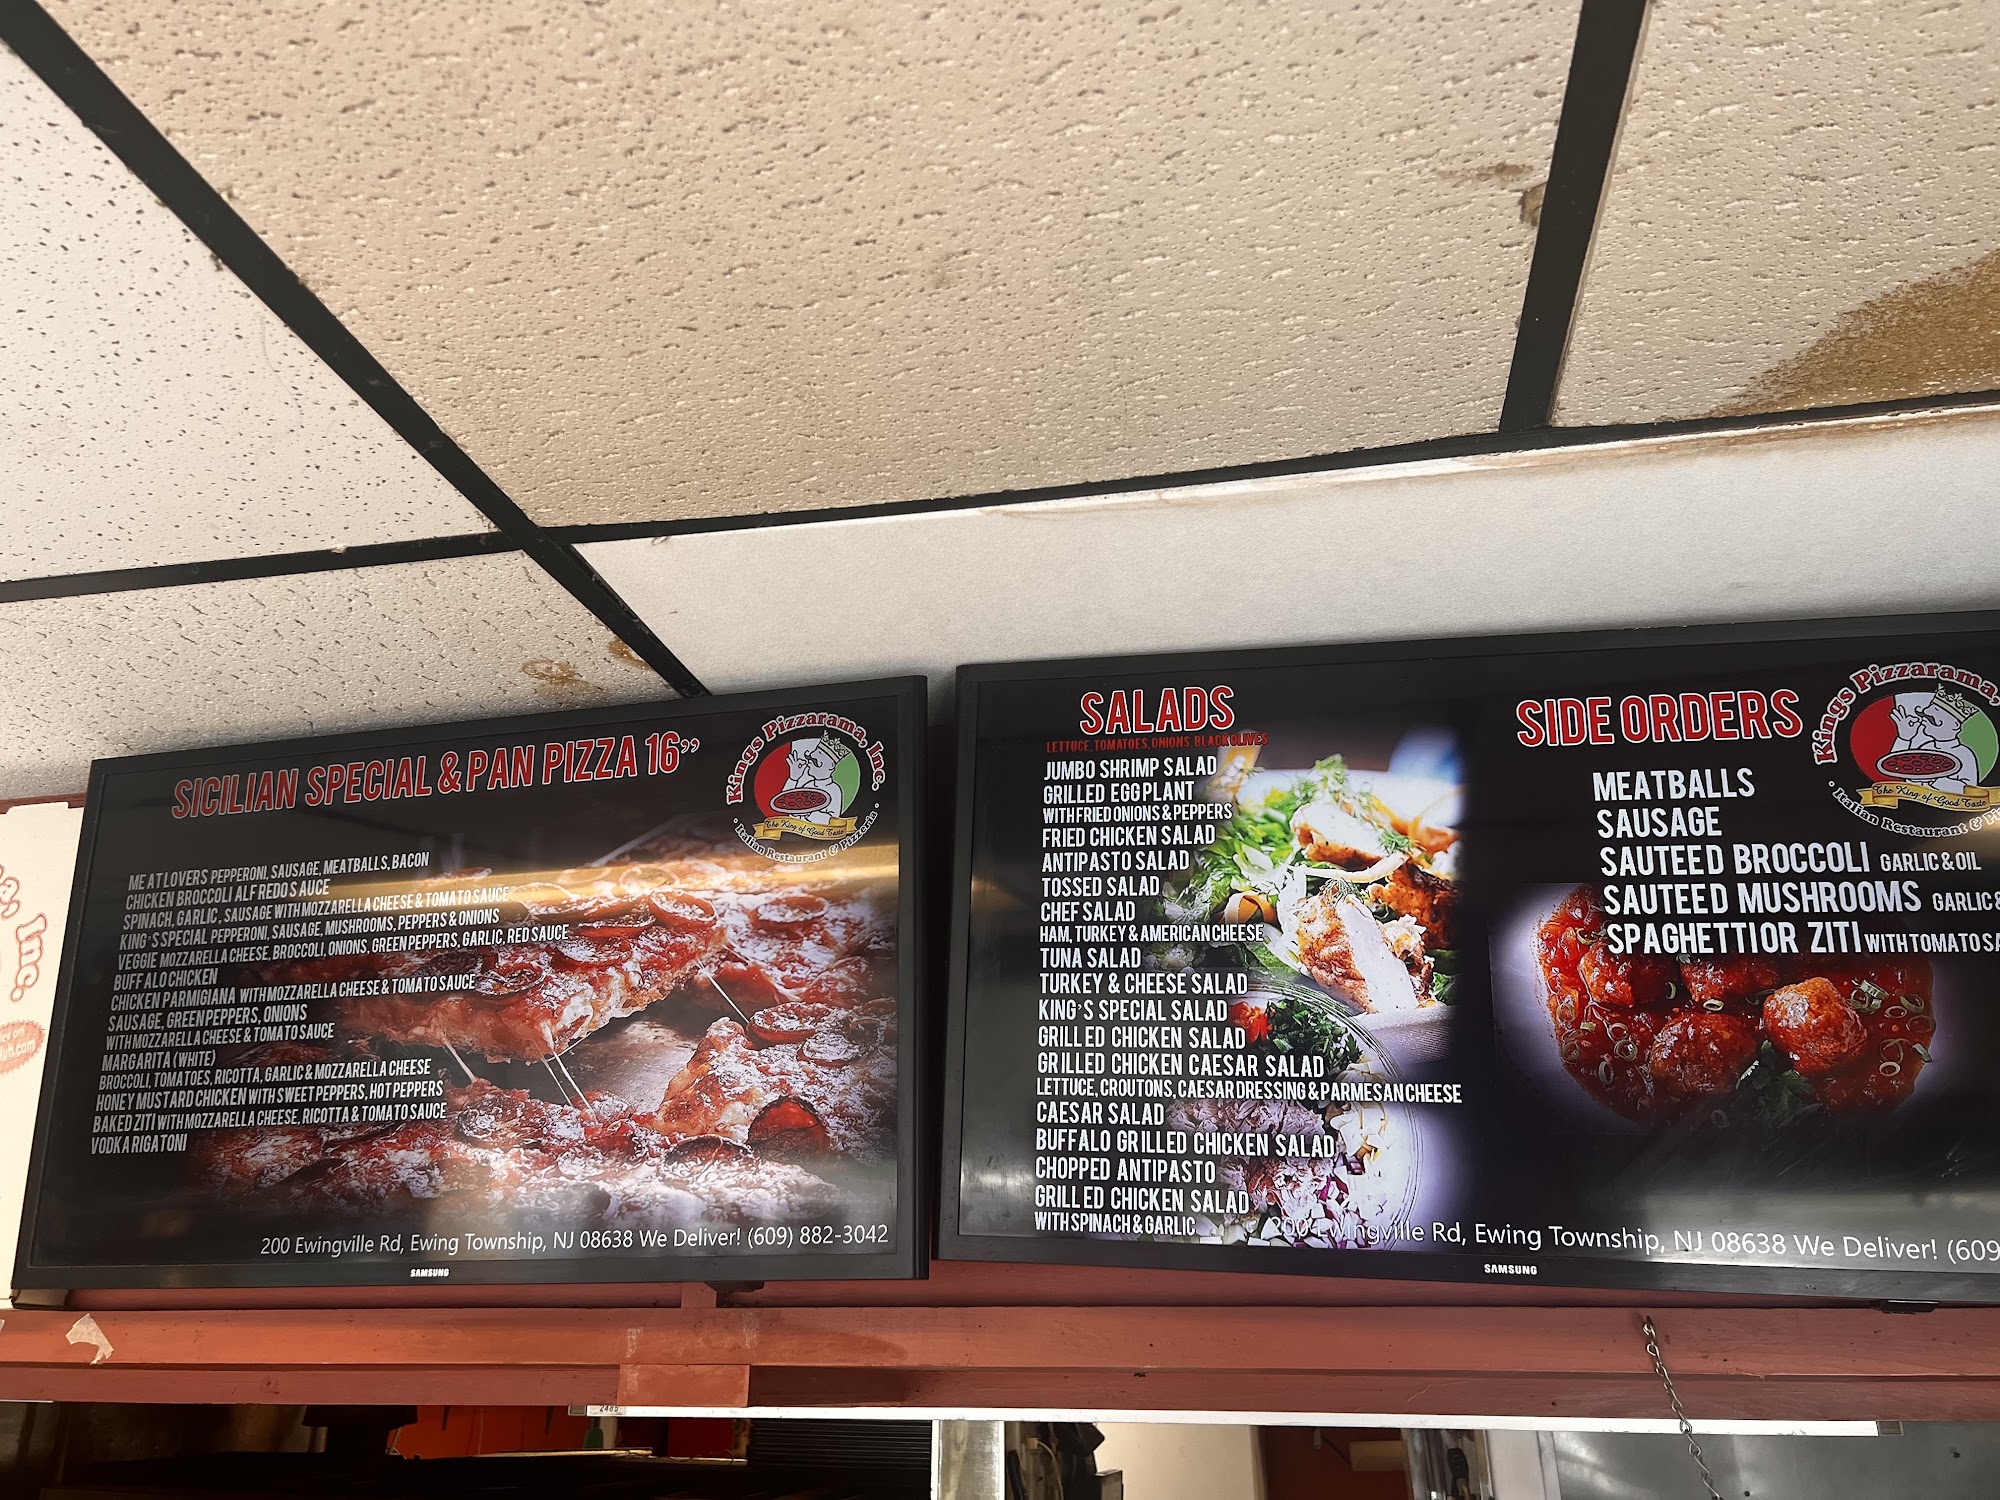 SICILIAN SPECIAL & PAN PIZZA 16”
Kings Pizzarama, Inc.
The King of Good Taste
· Italian Restaurant & Pizzeria ·
MEATLOVERS PEPPERONI, SAUSAGE, MEATBALLS, BACON
CHICKEN BROCCOLI ALFREDO SAUCE
SPINACH, GARLIC, SAUSAGE WITH MOZZARELLA CHEESE & TOMATO SAUCE
KING'S SPECIAL PEPPERONI, SAUSAGE, MUSHROOMS, PEPPERS & ONIONS
VEGGIE MOZZARELLA CHEESE, BROCCOLI, ONIONS, GREEN PEPPERS, GARLIC, RED SAUCE
BUFFALO CHICKEN
CHICKEN PARMIGIANA WITH MOZZARELLA CHEESE & TOMATO SAUCE
SAUSAGE, GREEN PEPPERS, ONIONS
WITH MOZZARELLA CHEESE & TOMATO SAUCE
MARGARITA (WHITE)
BROCCOLI, TOMATOES, RICOTTA, GARLIC & MOZZARELLA CHEESE
HONEY MUSTARD CHICKEN WITH SWEET PEPPERS, HOT PEPPERS
BAKED ZITI WITH MOZZARELLA CHEESE, RICOTTA & TOMATO SAUCE
VODKA RIGATONI
200 Ewingville Rd, Ewing Township, NJ 08638 We Deliver! (609) 882-3042
SAMSUNG
SALADS
LETTUCE, TOMATOES, ONIONS, BLACK OLIVES
JUMBO SHRIMP SALAD
GRILLED EGGPLANT
WITH FRIED ONIONS & PEPPERS
FRIED CHICKEN SALAD
ANTIPASTO SALAD
TOSSED SALAD
CHEF SALAD
HAM, TURKEY & AMERICAN CHEESE
TUNA SALAD
TURKEY & CHEESE SALAD
KING'S SPECIAL SALAD
GRILLED CHICKEN SALAD
GRILLED CHICKEN CAESAR SALAD
LETTUCE, CROUTONS, CAESAR DRESSING & PARMESAN CHEESE
CAESAR SALAD
BUFFALO GRILLED CHICKEN SALAD
CHOPPED ANTIPASTO
GRILLED CHICKEN SALAD
WITH SPINACH & GARLIC
SIDE ORDERS
Kings Pizzarama,
The King of Good Taste
· Italian Restaurant &
MEATBALLS
SAUSAGE
SAUTEED BROCCOLI GARLIC & OIL
SAUTEED MUSHROOMS GARLIC &
SPAGHETTI OR ZITI WITH TOMATO SA
200 Ewingville Rd, Ewing Township, NJ 08638 We Deliver! (609
SAMSUNG
Inc.
2485